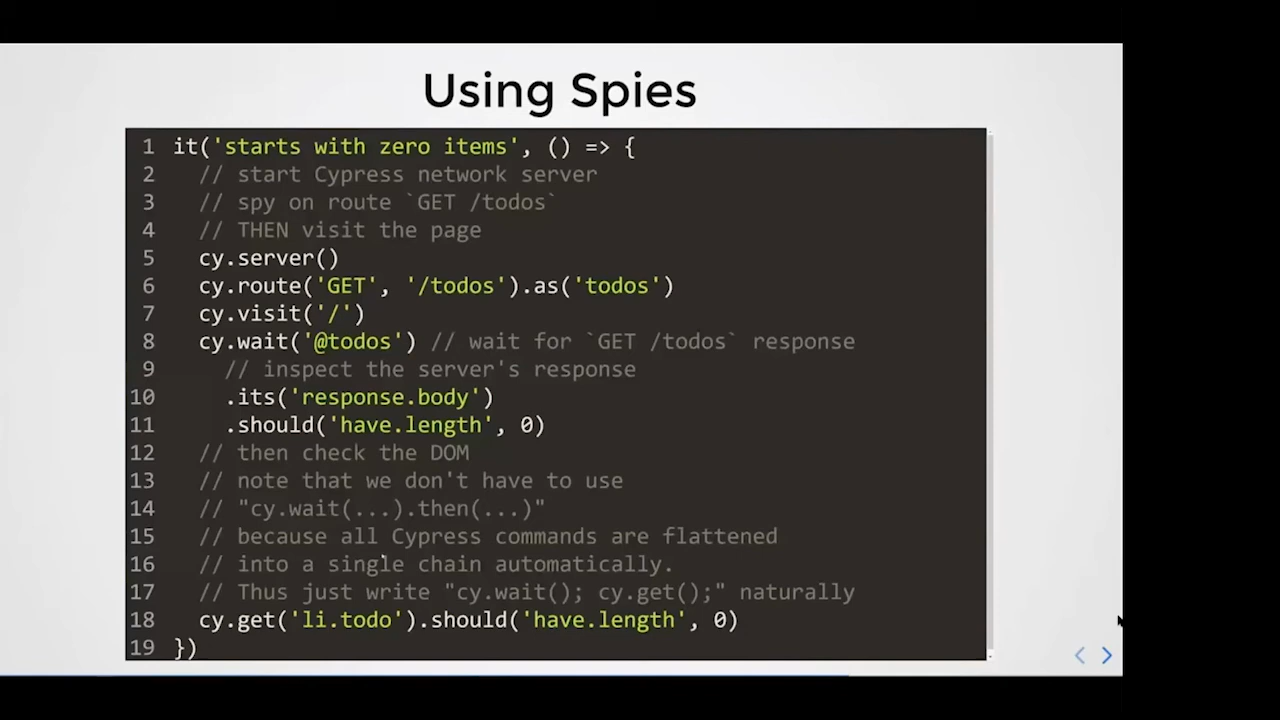 Using Spies
1 it('starts with zero items', () => {
2   // start Cypress network server
3   // spy on route `GET /todos`
4   // THEN visit the page
5   cy.server()
6   cy.route('GET', '/todos').as('todos')
7   cy.visit('/')
8   cy.wait('@todos') // wait for `GET /todos` response
9     // inspect the server's response
10     .its('response.body')
11     .should('have.length', 0)
12   // then check the DOM
13   // note that we don't have to use
14   // "cy.wait(...).then(...)"
15   // because all Cypress commands are flattened
16   // into a single chain automatically.
17   // Thus just write "cy.wait(); cy.get();" naturally
18   cy.get('li.todo').should('have.length', 0)
19 })